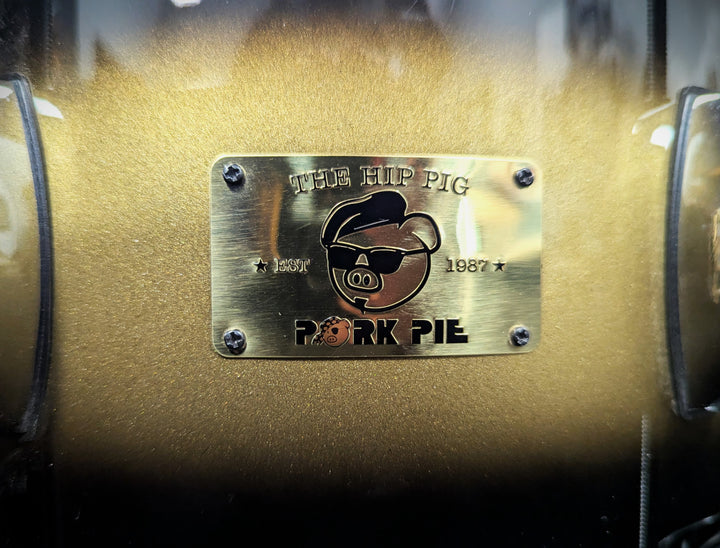 THE HIP PIG
★ EST 1987 ★
PORK PIE